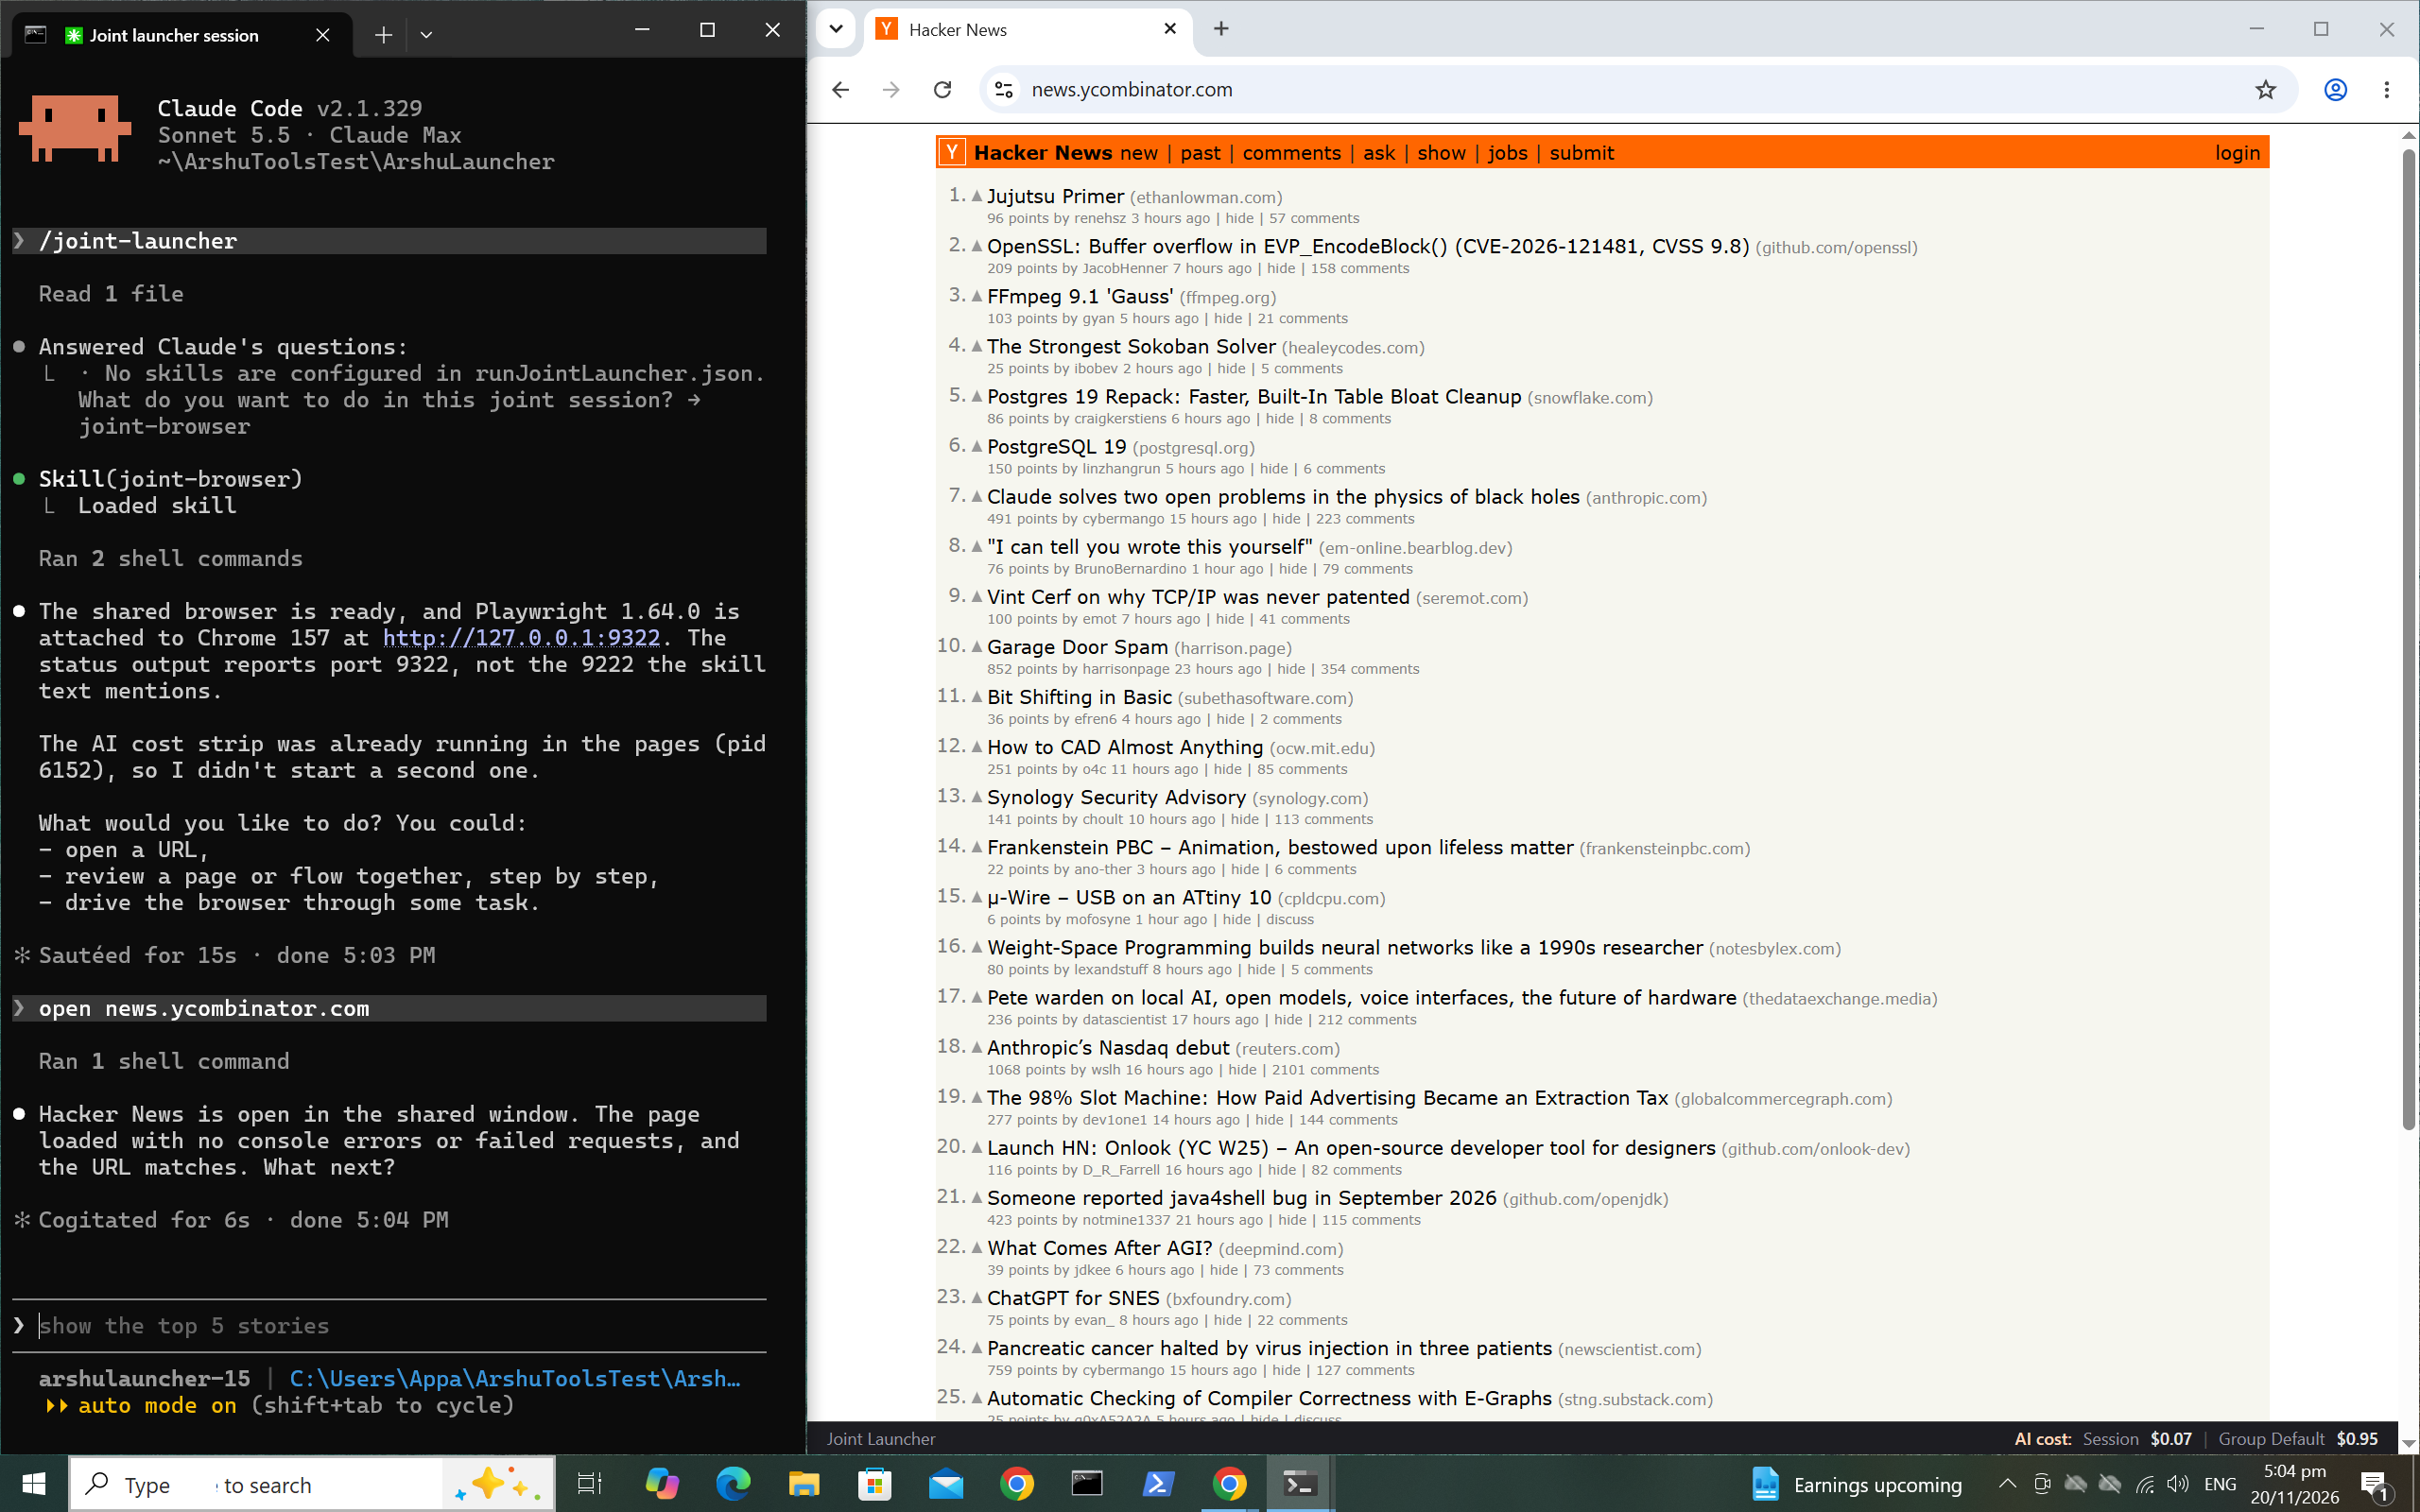 Joint launcher session
Claude Code v2.1.329
Sonnet 5.5 · Claude Max
~\ArshuToolsTest\ArshuLauncher
❯ /joint-launcher
Read 1 file
● Answered Claude's questions:
└ · No skills are configured in runJointLauncher.json.
What do you want to do in this joint session? →
joint-browser
● Skill(joint-browser)
└ Loaded skill
Ran 2 shell commands
● The shared browser is ready, and Playwright 1.64.0 is
attached to Chrome 157 at http://127.0.0.1:9322. The
status output reports port 9322, not the 9222 the skill
text mentions.
The AI cost strip was already running in the pages (pid
6152), so I didn't start a second one.
What would you like to do? You could:
- open a URL,
- review a page or flow together, step by step,
- drive the browser through some task.
✻ Sautéed for 15s · done 5:03 PM
❯ open news.ycombinator.com
Ran 1 shell command
● Hacker News is open in the shared window. The page
loaded with no console errors or failed requests, and
the URL matches. What next?
✻ Cogitated for 6s · done 5:04 PM
❯ show the top 5 stories
arshulauncher-15 | C:\Users\Appa\ArshuToolsTest\Arsh…
⏵⏵ auto mode on (shift+tab to cycle)
Y Hacker News
news.ycombinator.com
Y Hacker News new | past | comments | ask | show | jobs | submit login
1. ▲ Jujutsu Primer (ethanlowman.com)
96 points by renehsz 3 hours ago | hide | 57 comments
2. ▲ OpenSSL: Buffer overflow in EVP_EncodeBlock() (CVE-2026-121481, CVSS 9.8) (github.com/openssl)
209 points by JacobHenner 7 hours ago | hide | 158 comments
3. ▲ FFmpeg 9.1 'Gauss' (ffmpeg.org)
103 points by gyan 5 hours ago | hide | 21 comments
4. ▲ The Strongest Sokoban Solver (healeycodes.com)
25 points by ibobev 2 hours ago | hide | 5 comments
5. ▲ Postgres 19 Repack: Faster, Built-In Table Bloat Cleanup (snowflake.com)
86 points by craigkerstiens 6 hours ago | hide | 8 comments
6. ▲ PostgreSQL 19 (postgresql.org)
150 points by linzhangrun 5 hours ago | hide | 6 comments
7. ▲ Claude solves two open problems in the physics of black holes (anthropic.com)
491 points by cybermango 15 hours ago | hide | 223 comments
8. ▲ "I can tell you wrote this yourself" (em-online.bearblog.dev)
76 points by BrunoBernardino 1 hour ago | hide | 79 comments
9. ▲ Vint Cerf on why TCP/IP was never patented (seremot.com)
100 points by emot 7 hours ago | hide | 41 comments
10. ▲ Garage Door Spam (harrison.page)
852 points by harrisonpage 23 hours ago | hide | 354 comments
11. ▲ Bit Shifting in Basic (subethasoftware.com)
36 points by efren6 4 hours ago | hide | 2 comments
12. ▲ How to CAD Almost Anything (ocw.mit.edu)
251 points by o4c 11 hours ago | hide | 85 comments
13. ▲ Synology Security Advisory (synology.com)
141 points by choult 10 hours ago | hide | 113 comments
14. ▲ Frankenstein PBC – Animation, bestowed upon lifeless matter (frankensteinpbc.com)
22 points by ano-ther 3 hours ago | hide | 6 comments
15. ▲ µ-Wire – USB on an ATtiny 10 (cpldcpu.com)
6 points by mofosyne 1 hour ago | hide | discuss
16. ▲ Weight-Space Programming builds neural networks like a 1990s researcher (notesbylex.com)
80 points by lexandstuff 8 hours ago | hide | 5 comments
17. ▲ Pete warden on local AI, open models, voice interfaces, the future of hardware (thedataexchange.media)
236 points by datascientist 17 hours ago | hide | 212 comments
18. ▲ Anthropic’s Nasdaq debut (reuters.com)
1068 points by wslh 16 hours ago | hide | 2101 comments
19. ▲ The 98% Slot Machine: How Paid Advertising Became an Extraction Tax (globalcommercegraph.com)
277 points by dev1one1 14 hours ago | hide | 144 comments
20. ▲ Launch HN: Onlook (YC W25) – An open-source developer tool for designers (github.com/onlook-dev)
116 points by D_R_Farrell 16 hours ago | hide | 82 comments
21. ▲ Someone reported java4shell bug in September 2026 (github.com/openjdk)
423 points by notmine1337 21 hours ago | hide | 115 comments
22. ▲ What Comes After AGI? (deepmind.com)
39 points by jdkee 6 hours ago | hide | 73 comments
23. ▲ ChatGPT for SNES (bxfoundry.com)
75 points by evan_ 8 hours ago | hide | 22 comments
24. ▲ Pancreatic cancer halted by virus injection in three patients (newscientist.com)
759 points by cybermango 15 hours ago | hide | 127 comments
25. ▲ Automatic Checking of Compiler Correctness with E-Graphs (stng.substack.com)
25 points by 5 hours ago | hide | discuss
Joint Launcher AI cost: Session $0.07 | Group Default $0.95
Type to search
Earnings upcoming
ENG
5:04 pm
20/11/2026
1